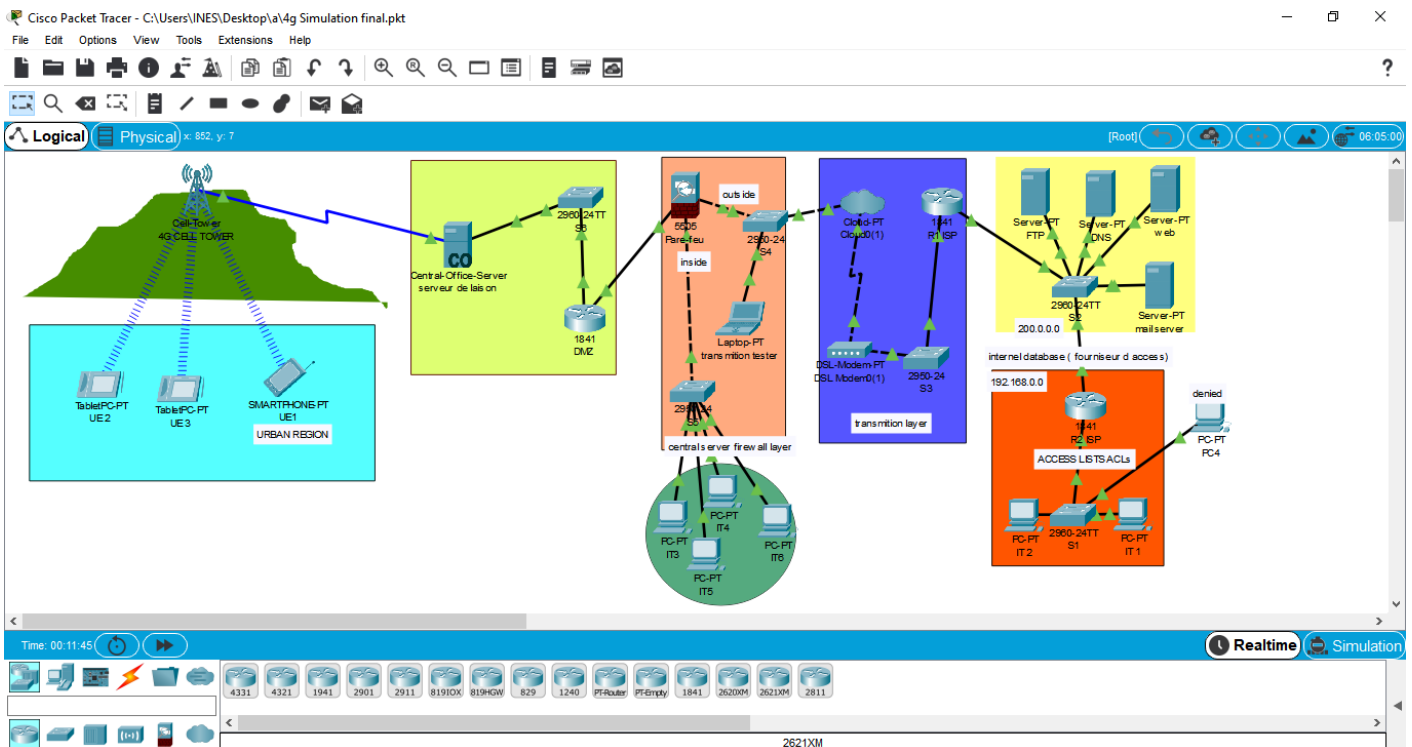 Cisco Packet Tracer - C:\Users\INES\Desktop\a\4g Simulation final.pkt
File Edit Options View Tools Extensions Help
?
Logical Physical x: 852, y: 7 [Root] 06:05:00
Cell-Tower
4G CELL TOWER
TabletPC-PT
UE2
TabletPC-PT
UE3
SMARTPHONE-PT
UE1
URBAN REGION
CO
Central-Office-Server
serveur de laison
2960-24TT
1841
DMZ
5505
Pare-feu
outside
2950-24
S4
inside
Laptop-PT
transmition tester
2950-24
central server firewall layer
PC-PT
IT3
PC-PT
IT4
PC-PT
IT5
PC-PT
IT6
Cloud-PT
Cloud0(1)
1841
R1 ISP
DSL-Modem-PT
DSL Modem0(1)
2950-24
S3
transmition layer
Server-PT
FTP
Server-PT
DNS
Server-PT
web
2960-24TT
S2
Server-PT
mailserver
200.0.0.0
internel database ( fourniseur d access)
192.168.0.0
1841
R2 ISP
denied
PC-PT
PC4
ACCESS LISTS ACLs
PC-PT
IT2
2960-24TT
S1
PC-PT
IT1
Time: 00:11:45 Realtime Simulation
4331 4321 1941 2901 2911 819IOX 819HGW 829 1240 PT-Router PT-Empty 1841 2620XM 2621XM 2811
2621XM